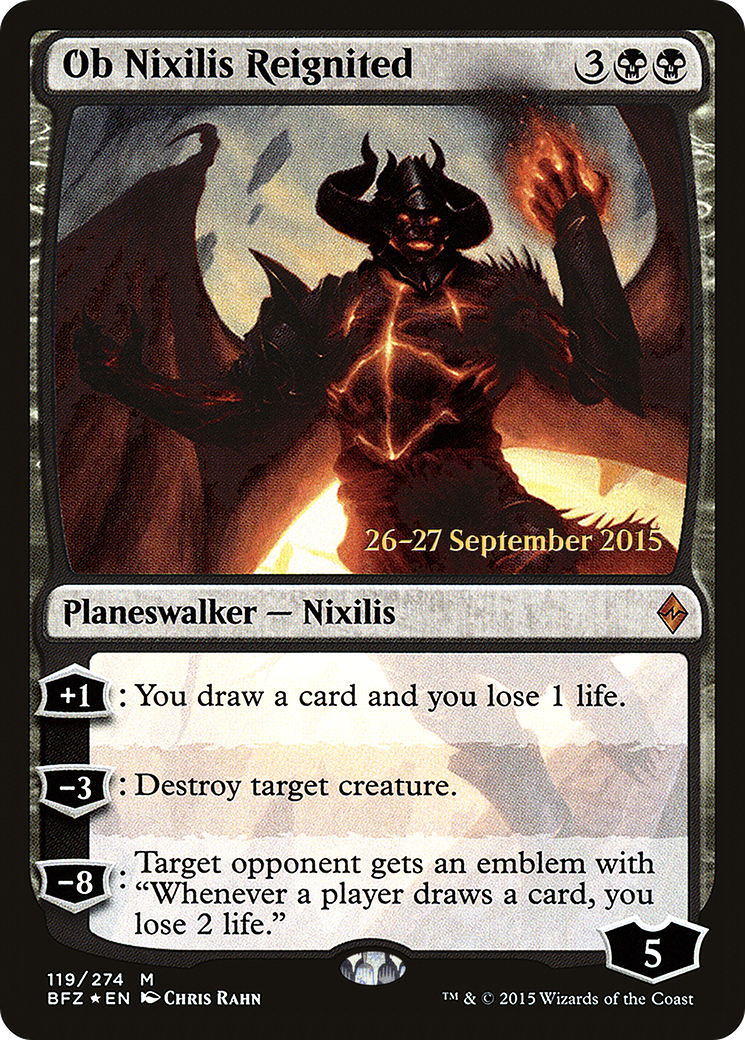 Ob Nixilis Reignited 3
26–27 September 2015
Planeswalker — Nixilis
+1 : You draw a card and you lose 1 life.
−3 : Destroy target creature.
−8 : Target opponent gets an emblem with
“Whenever a player draws a card, you
lose 2 life.”
5
119/274 M
BFZ ★ EN Chris Rahn
™ & © 2015 Wizards of the Coast